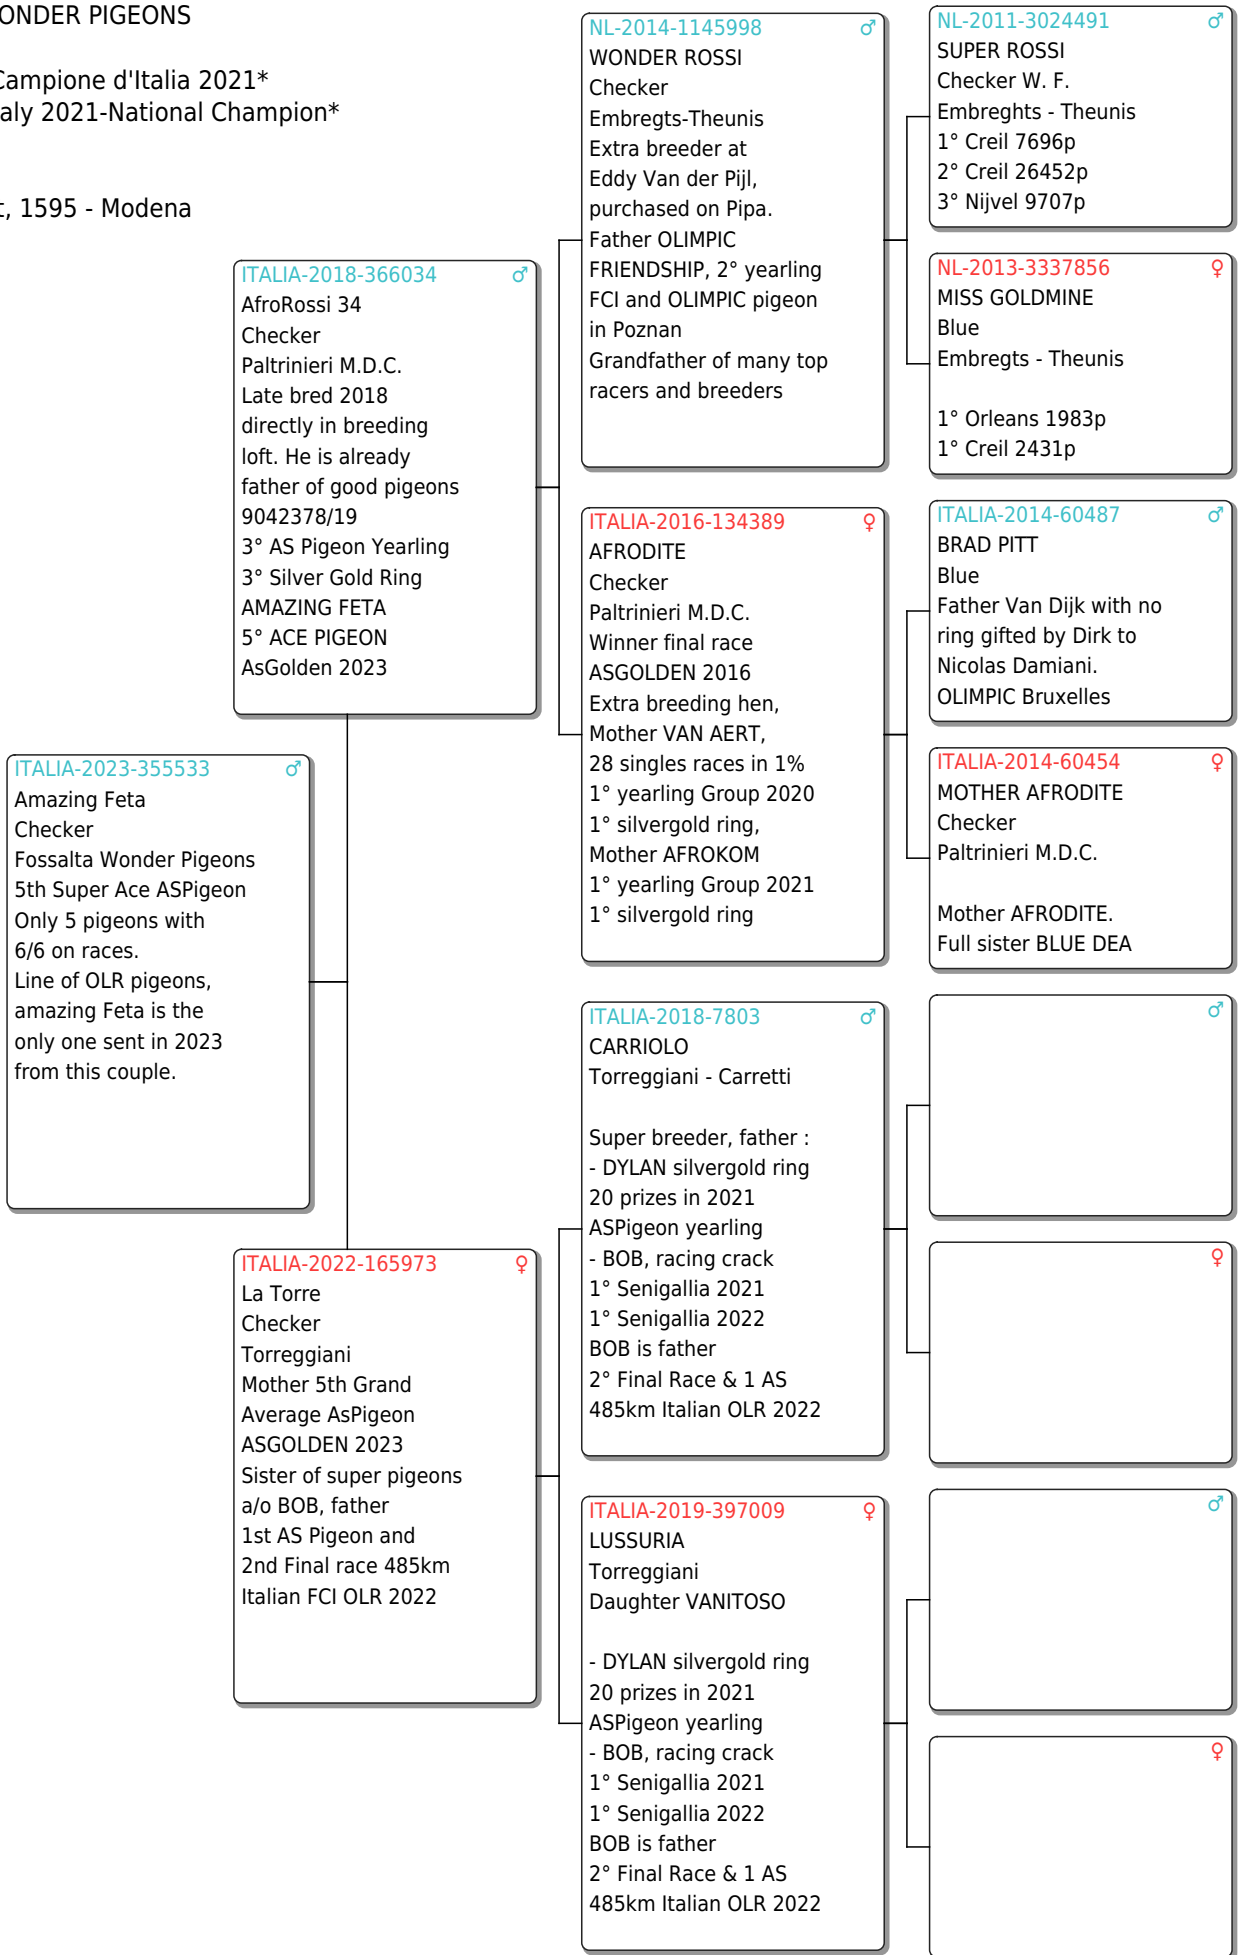 WONDER PIGEONS
Campione d'Italia 2021*
Italy 2021-National Champion*
t, 1595 - Modena
ITALIA-2023-355533 ♂
Amazing Feta
Checker
Fossalta Wonder Pigeons
5th Super Ace ASPigeon
Only 5 pigeons with
6/6 on races.
Line of OLR pigeons,
amazing Feta is the
only one sent in 2023
from this couple.
ITALIA-2018-366034 ♂
AfroRossi 34
Checker
Paltrinieri M.D.C.
Late bred 2018
directly in breeding
loft. He is already
father of good pigeons
9042378/19
3° AS Pigeon Yearling
3° Silver Gold Ring
AMAZING FETA
5° ACE PIGEON
AsGolden 2023
ITALIA-2022-165973 ♀
La Torre
Checker
Torreggiani
Mother 5th Grand
Average AsPigeon
ASGOLDEN 2023
Sister of super pigeons
a/o BOB, father
1st AS Pigeon and
2nd Final race 485km
Italian FCI OLR 2022
NL-2014-1145998 ♂
WONDER ROSSI
Checker
Embregts-Theunis
Extra breeder at
Eddy Van der Pijl,
purchased on Pipa.
Father OLIMPIC
FRIENDSHIP, 2° yearling
FCI and OLIMPIC pigeon
in Poznan
Grandfather of many top
racers and breeders
ITALIA-2016-134389 ♀
AFRODITE
Checker
Paltrinieri M.D.C.
Winner final race
ASGOLDEN 2016
Extra breeding hen,
Mother VAN AERT,
28 singles races in 1%
1° yearling Group 2020
1° silvergold ring,
Mother AFROKOM
1° yearling Group 2021
1° silvergold ring
ITALIA-2018-7803 ♂
CARRIOLO
Torreggiani - Carretti
Super breeder, father :
- DYLAN silvergold ring
20 prizes in 2021
ASPigeon yearling
- BOB, racing crack
1° Senigallia 2021
1° Senigallia 2022
BOB is father
2° Final Race & 1 AS
485km Italian OLR 2022
ITALIA-2019-397009 ♀
LUSSURIA
Torreggiani
Daughter VANITOSO
- DYLAN silvergold ring
20 prizes in 2021
ASPigeon yearling
- BOB, racing crack
1° Senigallia 2021
1° Senigallia 2022
BOB is father
2° Final Race & 1 AS
485km Italian OLR 2022
NL-2011-3024491 ♂
SUPER ROSSI
Checker W. F.
Embreghts - Theunis
1° Creil 7696p
2° Creil 26452p
3° Nijvel 9707p
NL-2013-3337856 ♀
MISS GOLDMINE
Blue
Embregts - Theunis
1° Orleans 1983p
1° Creil 2431p
ITALIA-2014-60487 ♂
BRAD PITT
Blue
Father Van Dijk with no
ring gifted by Dirk to
Nicolas Damiani.
OLIMPIC Bruxelles
ITALIA-2014-60454 ♀
MOTHER AFRODITE
Checker
Paltrinieri M.D.C.
Mother AFRODITE.
Full sister BLUE DEA
♂
♀
♂
♀